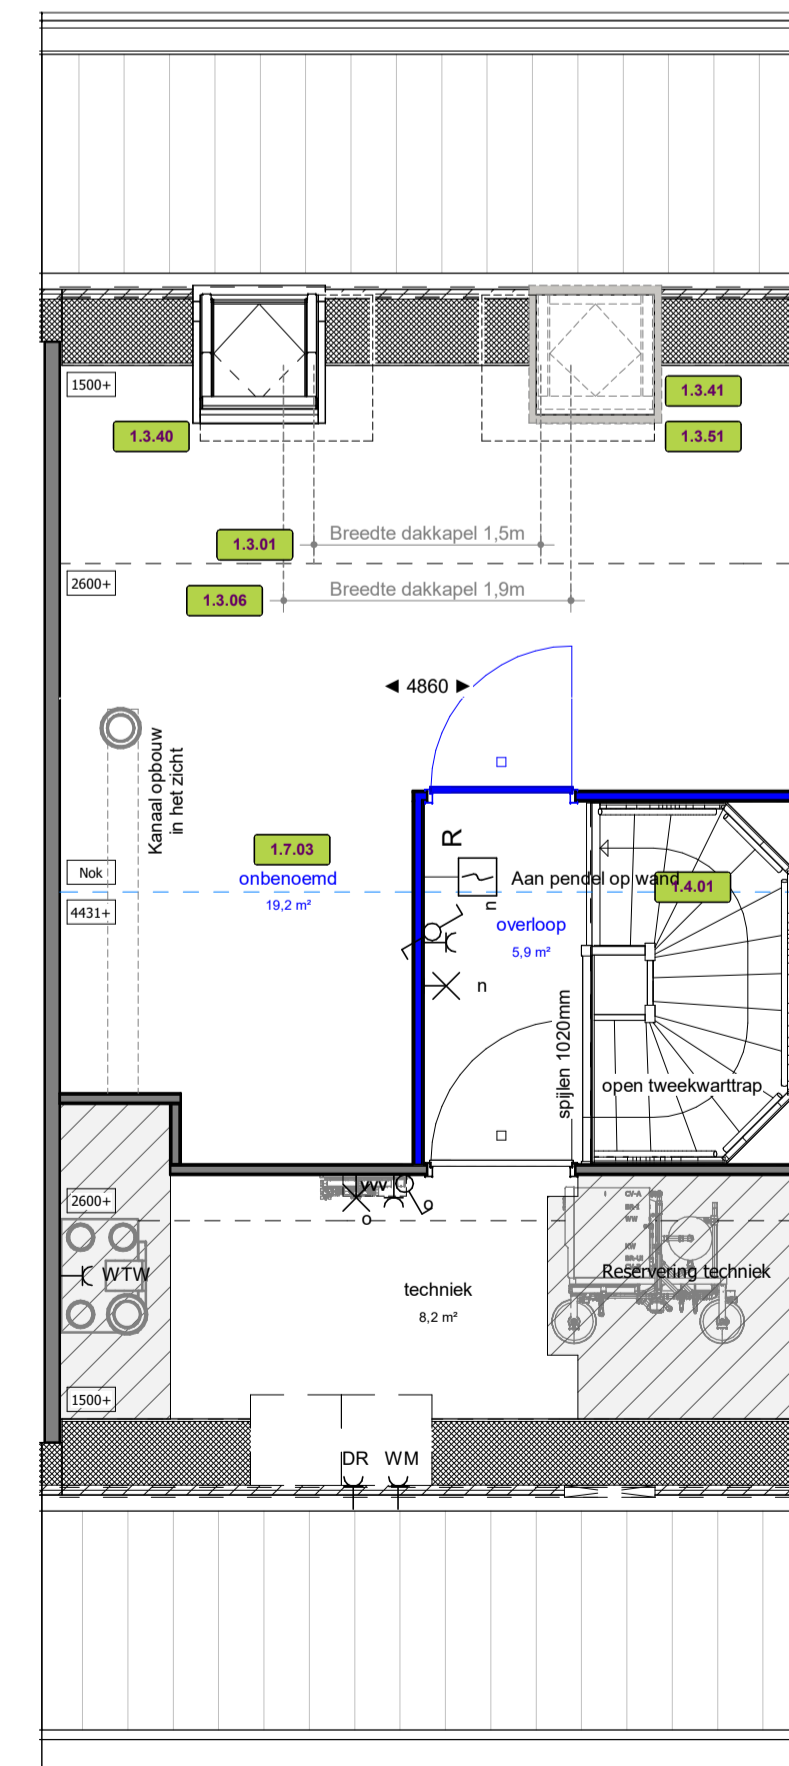 1500+
1.3.41
1.3.40
1.3.51
Breedte dakkapel 1,5m
1.3.01
2600+
Breedte dakkapel 1,9m
1.3.06
4860
Kanaal opbouw
in het zicht
R
1.7.03
Nok
onbenoemd
19,2 m²
Aan pendel op wand
1.4.01
n
4431+
overloop
5,9 m²
n
spijlen 1020mm
open tweekwarttrap
2600+
o
o
CV-A
WW
KW
WTW
Reservering techniek
techniek
8,2 m²
1500+
DR
WM